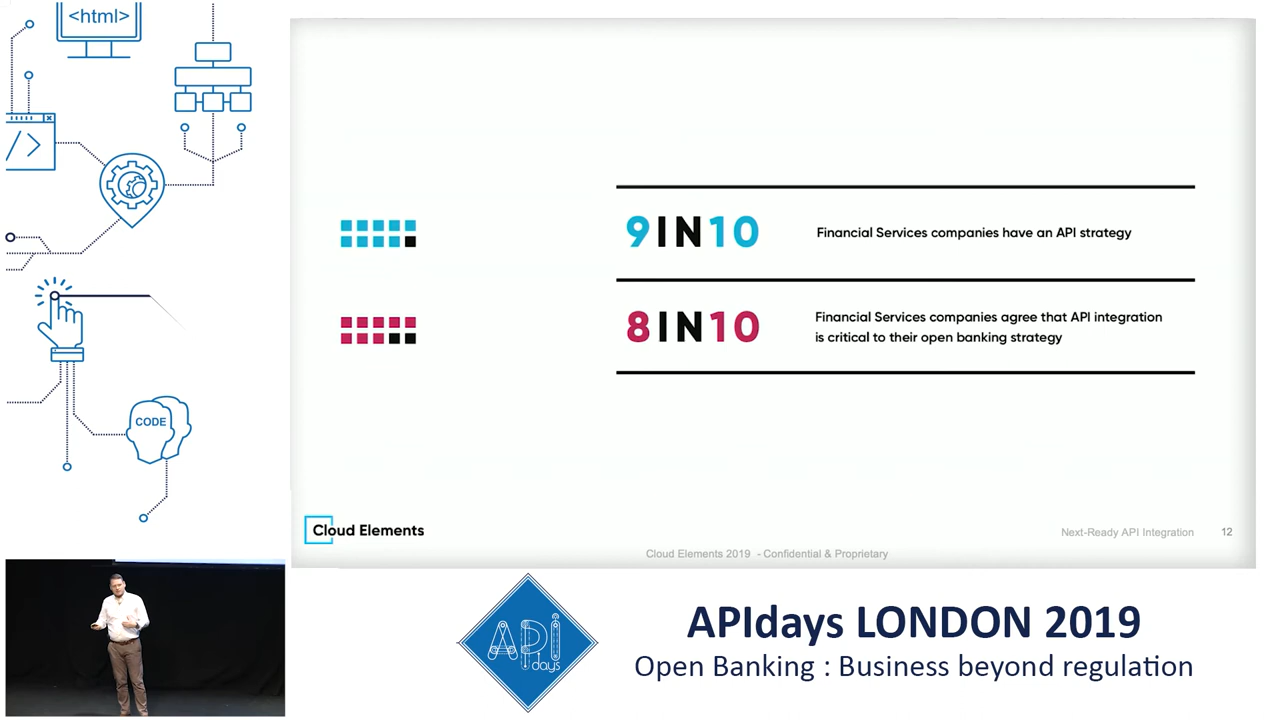 <html>
/>
CODE
9IN10
Financial Services companies have an API strategy
8IN10
Financial Services companies agree that API integration
is critical to their open banking strategy
Cloud Elements
Next-Ready API Integration
12
Cloud Elements 2019 - Confidential & Proprietary
API
days
APIdays LONDON 2019
Open Banking : Business beyond regulation